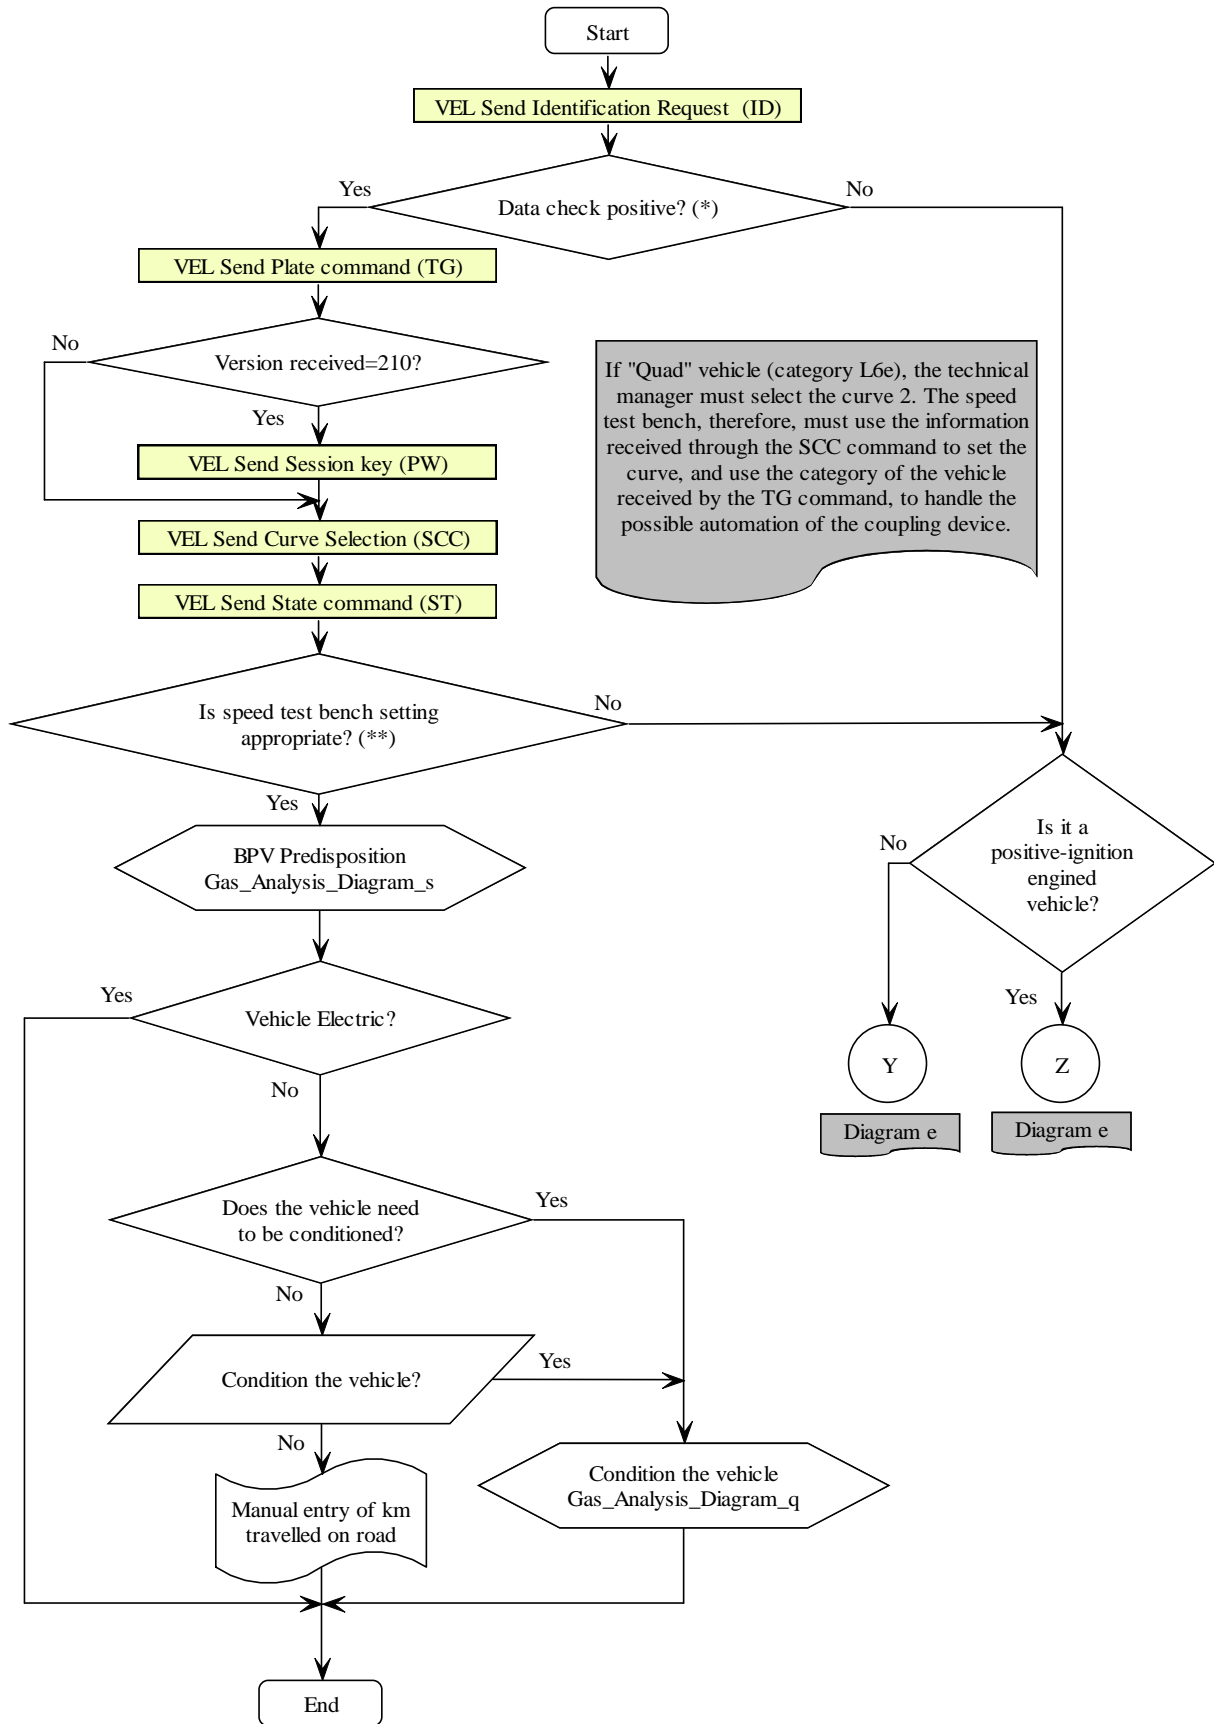 Start
VEL Send Identification Request  (ID)
Data check positive? (*)
Yes
No
VEL Send Plate command (TG)
Version received=210?
No
Yes
VEL Send Session key (PW)
VEL Send Curve Selection (SCC)
VEL Send State command (ST)
If "Quad" vehicle (category L6e), the technical
manager must select the curve 2. The speed
test bench, therefore, must use the information
received through the SCC command to set the
curve, and use the category of the vehicle
received by the TG command, to handle the
possible automation of the coupling device.
Is speed test bench setting
appropriate? (**)
No
Yes
BPV Predisposition
Gas_Analysis_Diagram_s
Is it a
positive-ignition
engined
vehicle?
No
Yes
Y
Z
Diagram e
Diagram e
Vehicle Electric?
Yes
No
Does the vehicle need
to be conditioned?
Yes
No
Condition the vehicle?
Yes
No
Manual entry of km
travelled on road
Condition the vehicle
Gas_Analysis_Diagram_q
End